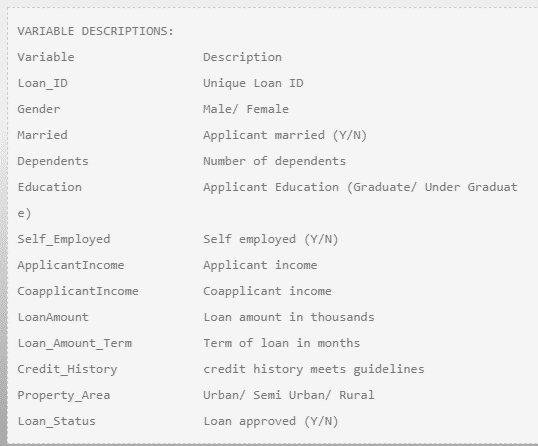 VARIABLE DESCRIPTIONS:
Variable Description
Loan_ID Unique Loan ID
Gender Male/ Female
Married Applicant married (Y/N)
Dependents Number of dependents
Education Applicant Education (Graduate/ Under Graduat
e)
Self_Employed Self employed (Y/N)
ApplicantIncome Applicant income
CoapplicantIncome Coapplicant income
LoanAmount Loan amount in thousands
Loan_Amount_Term Term of loan in months
Credit_History credit history meets guidelines
Property_Area Urban/ Semi Urban/ Rural
Loan_Status Loan approved (Y/N)